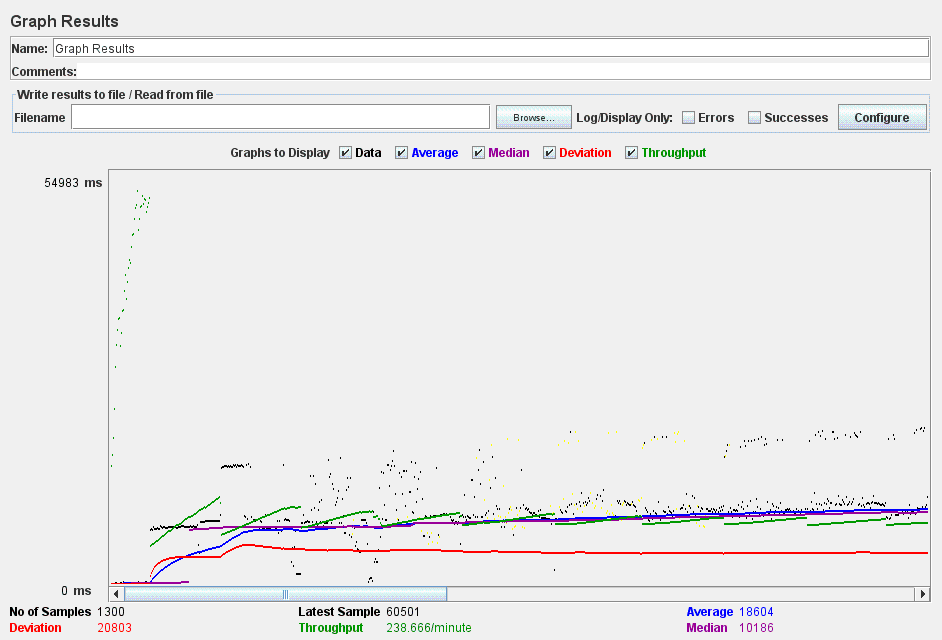 Graph Results
Name: Graph Results
Comments:
Write results to file / Read from file
Filename Browse... Log/Display Only: Errors Successes Configure
Graphs to Display Data Average Median Deviation Throughput
54983 ms
0 ms
No of Samples 1300 Latest Sample 60501 Average 18604
Deviation 20803 Throughput 238.666/minute Median 10186